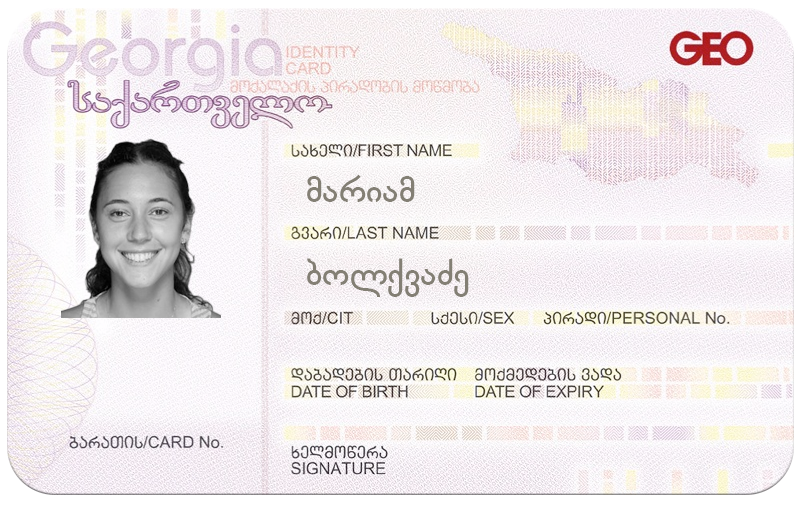 Georgia
IDENTITY
CARD
მოქალაქის პირადობის მოწმობა
საქართველო
GEO
სახელი/FIRST NAME
მარიამ
გვარი/LAST NAME
ბოლქვაძე
მოქ/CIT სქესი/SEX პირადი/PERSONAL No.
დაბადების თარიღი მოქმედების ვადა
DATE OF BIRTH DATE OF EXPIRY
ბარათის/CARD No.
ხელმოწერა
SIGNATURE